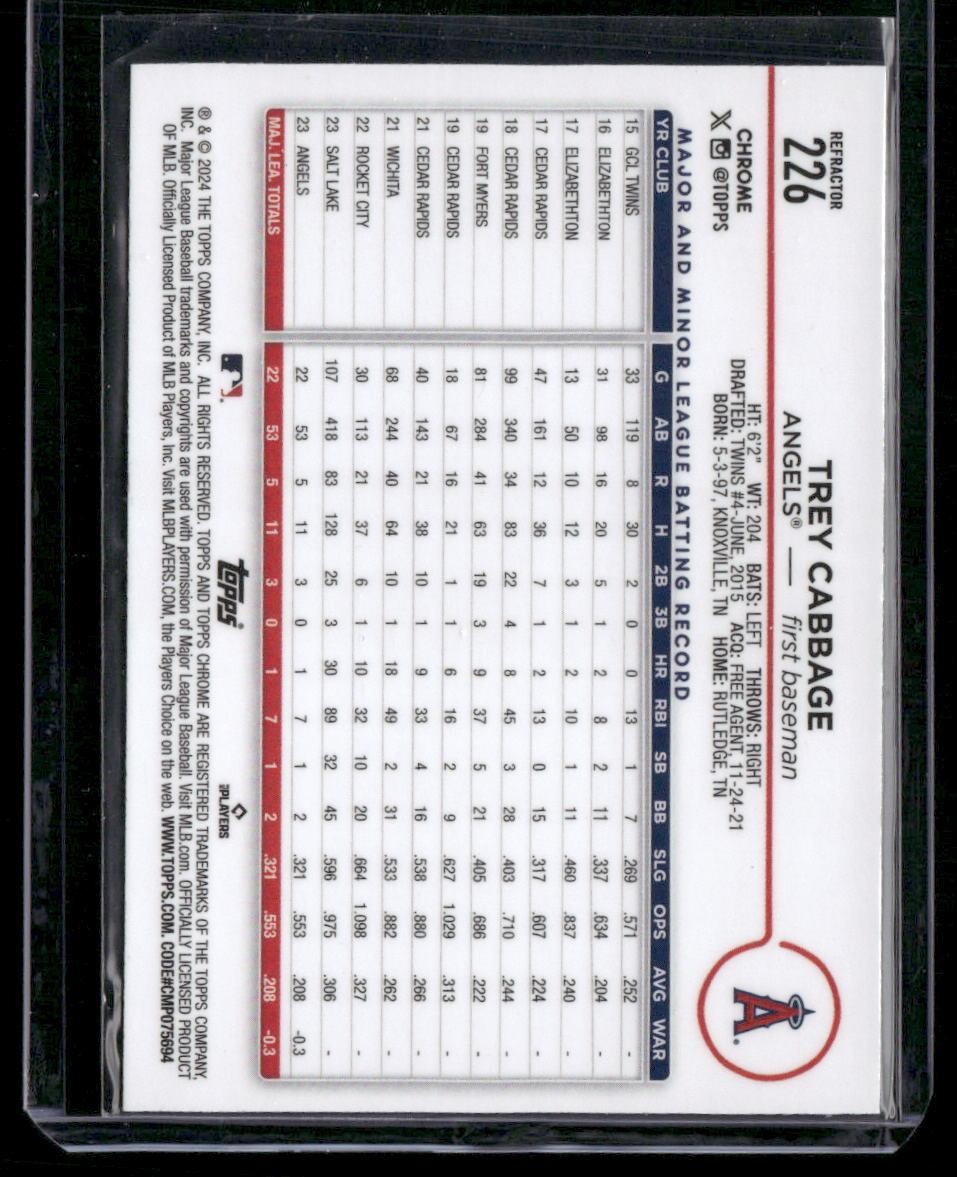 REFRACTOR
226
TREY CABBAGE
ANGELS® — first baseman
CHROME
X @TOPPS
HT: 6'2" WT: 204 BATS: LEFT THROWS: RIGHT
DRAFTED: TWINS #4-JUNE, 2015 ACQ: FREE AGENT, 11-24-21
BORN: 5-3-97, KNOXVILLE, TN HOME: RUTLEDGE, TN
MAJOR AND MINOR LEAGUE BATTING RECORD
YR CLUB G AB R H 2B 3B HR RBI SB BB SLG OPS AVG WAR
15 GCL TWINS 33 119 8 30 2 0 0 13 1 7 .269 .571 .252 -
16 ELIZABETHTON 31 98 16 20 5 1 2 8 2 11 .337 .634 .204 -
17 ELIZABETHTON 13 50 10 12 3 1 2 10 1 11 .460 .837 .240 -
17 CEDAR RAPIDS 47 161 12 36 7 1 2 13 0 15 .317 .607 .224 -
18 CEDAR RAPIDS 99 340 34 83 22 4 8 45 3 28 .403 .710 .244 -
19 FORT MYERS 81 284 41 63 19 3 9 37 5 21 .405 .686 .222 -
19 CEDAR RAPIDS 18 67 16 21 1 1 6 16 2 9 .627 1.029 .313 -
21 CEDAR RAPIDS 40 143 21 38 10 1 9 33 4 16 .538 .880 .266 -
21 WICHITA 68 244 40 64 10 1 18 49 2 31 .533 .882 .262 -
22 ROCKET CITY 30 113 21 37 6 1 10 32 10 20 .664 1.098 .327 -
23 SALT LAKE 107 418 83 128 25 3 30 89 32 45 .596 .975 .306 -
23 ANGELS 22 53 5 11 3 0 1 7 1 2 .321 .553 .208 -0.3
MAJ. LEA. TOTALS 22 53 5 11 3 0 1 7 1 2 .321 .553 .208 -0.3
topps®
PLAYERS
® & © 2024 THE TOPPS COMPANY, INC. ALL RIGHTS RESERVED. TOPPS AND TOPPS CHROME ARE REGISTERED TRADEMARKS OF THE TOPPS COMPANY,
INC. Major League Baseball trademarks and copyrights are used with permission of Major League Baseball. Visit MLB.com. OFFICIALLY LICENSED PRODUCT
OF MLB. Officially Licensed Product of MLB Players, Inc. Visit MLBPLAYERS.COM, the Players Choice on the web. WWW.TOPPS.COM. CODE#CMP075694